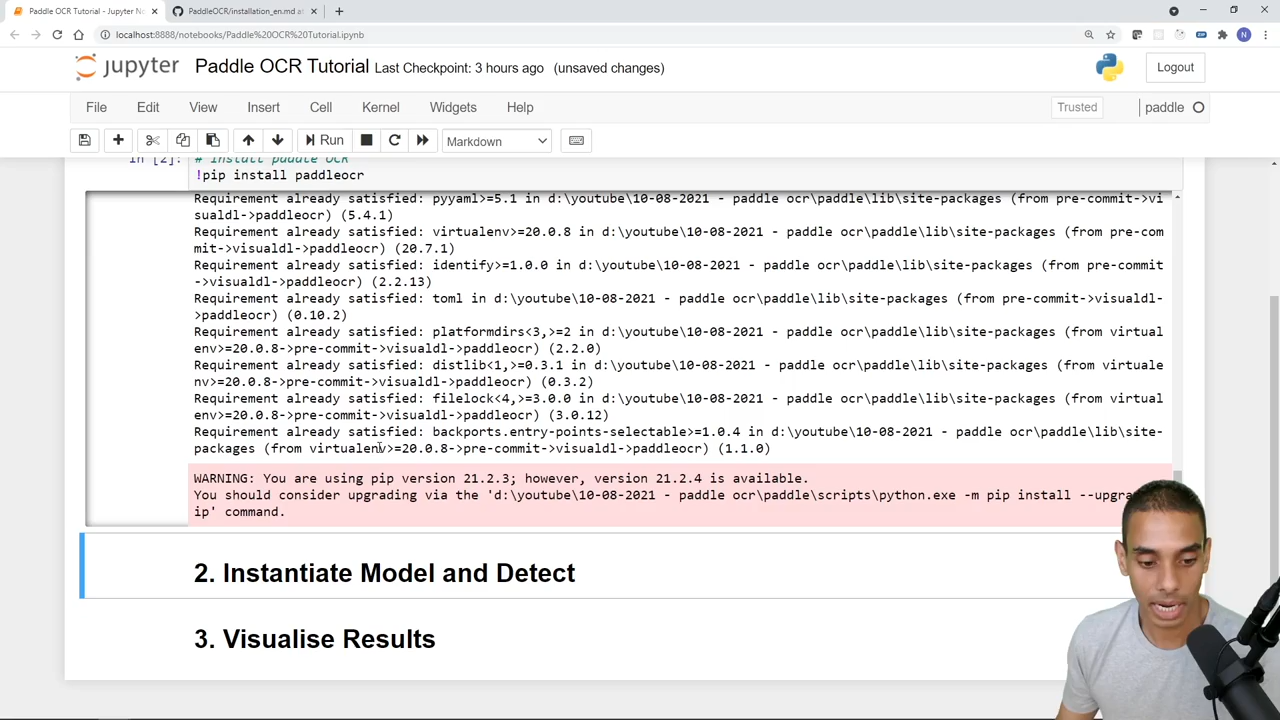 Paddle OCR Tutorial - Jupyter No
PaddleOCR/installation_en.md at
localhost:8888/notebooks/Paddle%20OCR%20Tutorial.ipynb
N
jupyter Paddle OCR Tutorial Last Checkpoint: 3 hours ago (unsaved changes) Logout
File Edit View Insert Cell Kernel Widgets Help Trusted paddle
Run Markdown
In [2]: # Install paddle OCR
!pip install paddleocr
Requirement already satisfied: pyyaml>=5.1 in d:\youtube\10-08-2021 - paddle ocr\paddle\lib\site-packages (from pre-commit->vi
sualdl->paddleocr) (5.4.1)
Requirement already satisfied: virtualenv>=20.0.8 in d:\youtube\10-08-2021 - paddle ocr\paddle\lib\site-packages (from pre-com
mit->visualdl->paddleocr) (20.7.1)
Requirement already satisfied: identify>=1.0.0 in d:\youtube\10-08-2021 - paddle ocr\paddle\lib\site-packages (from pre-commit
->visualdl->paddleocr) (2.2.13)
Requirement already satisfied: toml in d:\youtube\10-08-2021 - paddle ocr\paddle\lib\site-packages (from pre-commit->visualdl-
>paddleocr) (0.10.2)
Requirement already satisfied: platformdirs<3,>=2 in d:\youtube\10-08-2021 - paddle ocr\paddle\lib\site-packages (from virtual
env>=20.0.8->pre-commit->visualdl->paddleocr) (2.2.0)
Requirement already satisfied: distlib<1,>=0.3.1 in d:\youtube\10-08-2021 - paddle ocr\paddle\lib\site-packages (from virtuale
nv>=20.0.8->pre-commit->visualdl->paddleocr) (0.3.2)
Requirement already satisfied: filelock<4,>=3.0.0 in d:\youtube\10-08-2021 - paddle ocr\paddle\lib\site-packages (from virtual
env>=20.0.8->pre-commit->visualdl->paddleocr) (3.0.12)
Requirement already satisfied: backports.entry-points-selectable>=1.0.4 in d:\youtube\10-08-2021 - paddle ocr\paddle\lib\site-
packages (from virtualenv>=20.0.8->pre-commit->visualdl->paddleocr) (1.1.0)
WARNING: You are using pip version 21.2.3; however, version 21.2.4 is available.
You should consider upgrading via the 'd:\youtube\10-08-2021 - paddle ocr\paddle\scripts\python.exe -m pip install --upgra
ip' command.
2. Instantiate Model and Detect
3. Visualise Results